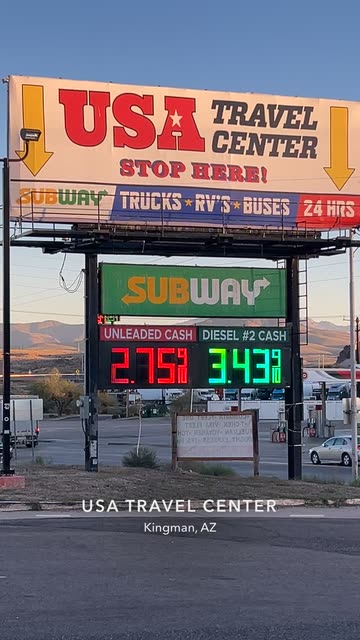 USA TRAVEL CENTER
STOP HERE!
SUBWAY TRUCKS★RV'S★BUSES 24 HRS
SUBWAY
UNLEADED CASH DIESEL #2 CASH
2.75 9/10 3.43 9/10
USA TRAVEL CENTER
Kingman, AZ